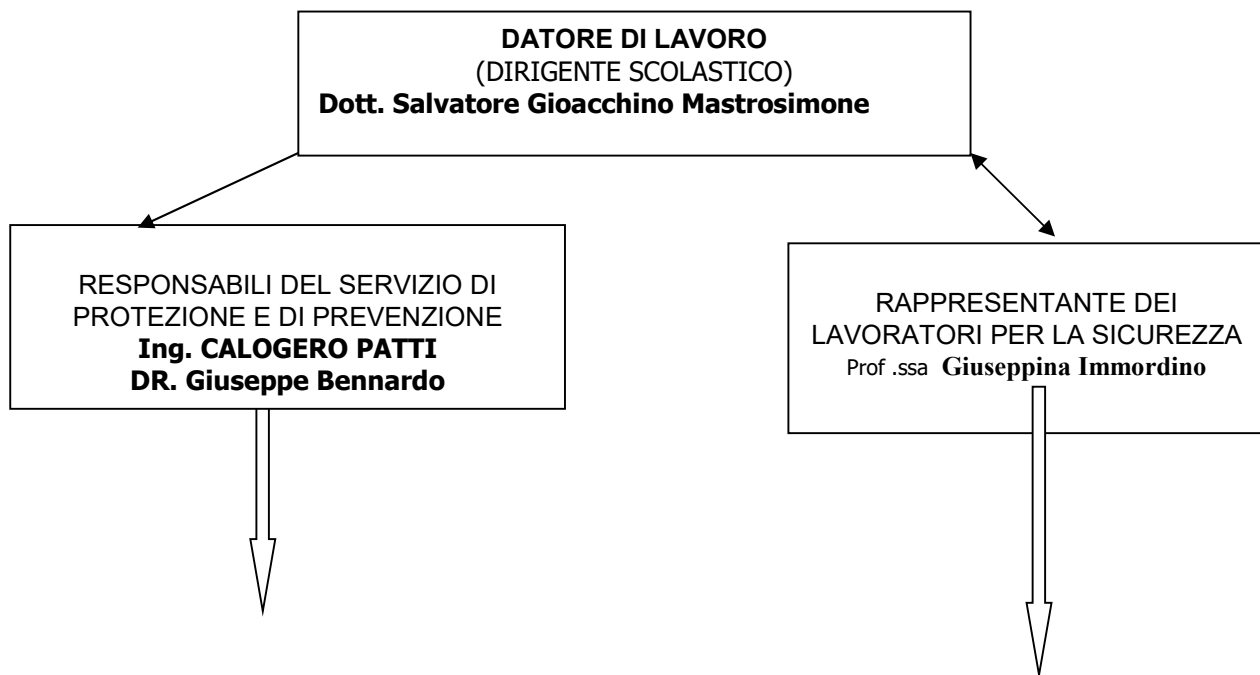 DATORE DI LAVORO
(DIRIGENTE SCOLASTICO)
Dott. Salvatore Gioacchino Mastrosimone
RESPONSABILI DEL SERVIZIO DI
PROTEZIONE E DI PREVENZIONE
Ing. CALOGERO PATTI
DR. Giuseppe Bennardo
RAPPRESENTANTE DEI
LAVORATORI PER LA SICUREZZA
Prof .ssa Giuseppina Immordino